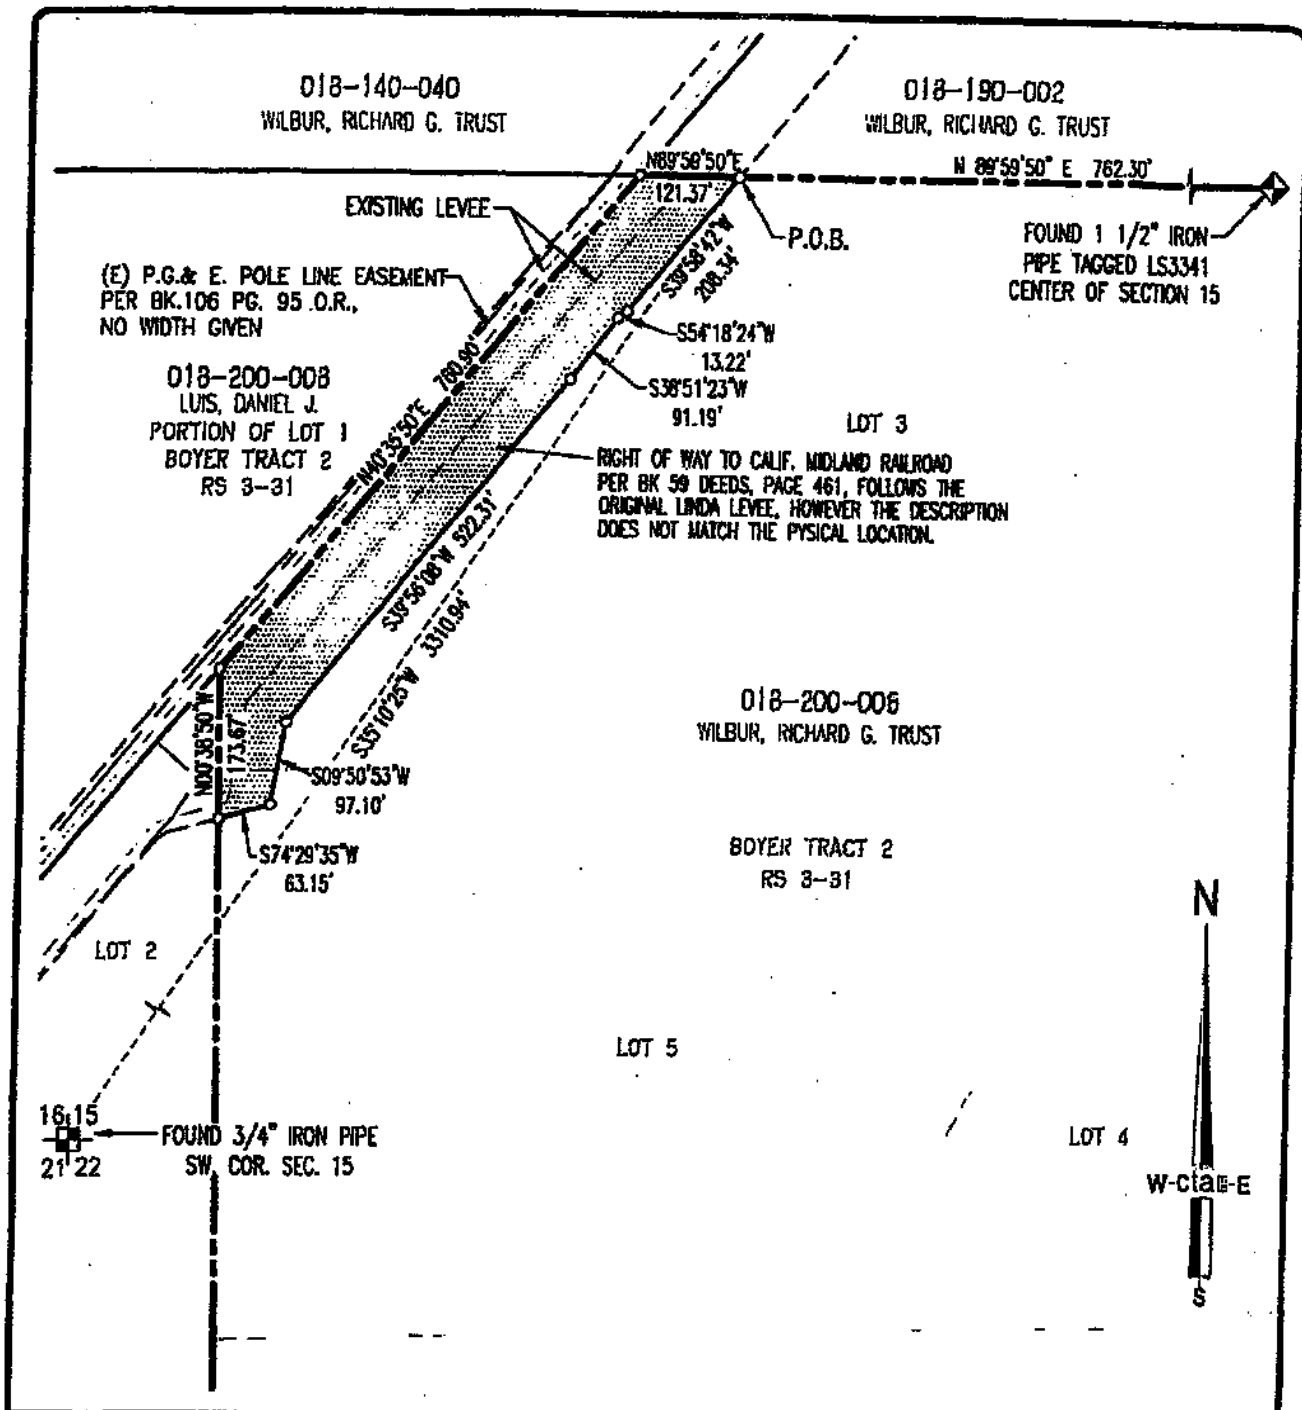 018-140-040
WILBUR, RICHARD G. TRUST
018-190-002
WILBUR, RICHARD G. TRUST
N89°59'50"E
121.37'
N 89°59'50" E 762.30'
EXISTING LEVEE
P.O.B.
FOUND 1 1/2" IRON
PIPE TAGGED LS3341
CENTER OF SECTION 15
(E) P.G.& E. POLE LINE EASEMENT
PER BK.106 PG. 95 O.R.,
NO WIDTH GIVEN
S39°58'42"W
208.34'
S54°18'24"W
13.22'
S38°51'23"W
91.19'
018-200-008
LUIS, DANIEL J.
PORTION OF LOT 1
BOYER TRACT 2
RS 3-31
N40°35'50"E 760.90'
LOT 3
RIGHT OF WAY TO CALIF. MIDLAND RAILROAD
PER BK 59 DEEDS, PAGE 461, FOLLOWS THE
ORIGINAL LINDA LEVEE, HOWEVER THE DESCRIPTION
DOES NOT MATCH THE PYSICAL LOCATION.
S39°56'08"W 522.31'
S35°10'25"W 3310.94'
N00°38'50"W
173.67'
018-200-006
WILBUR, RICHARD G. TRUST
S09°50'53"W
97.10'
S74°29'35"W
63.15'
BOYER TRACT 2
RS 3-31
N
LOT 2
LOT 5
16 15
21 22
FOUND 3/4" IRON PIPE
SW. COR. SEC. 15
LOT 4
W-cta-E
S